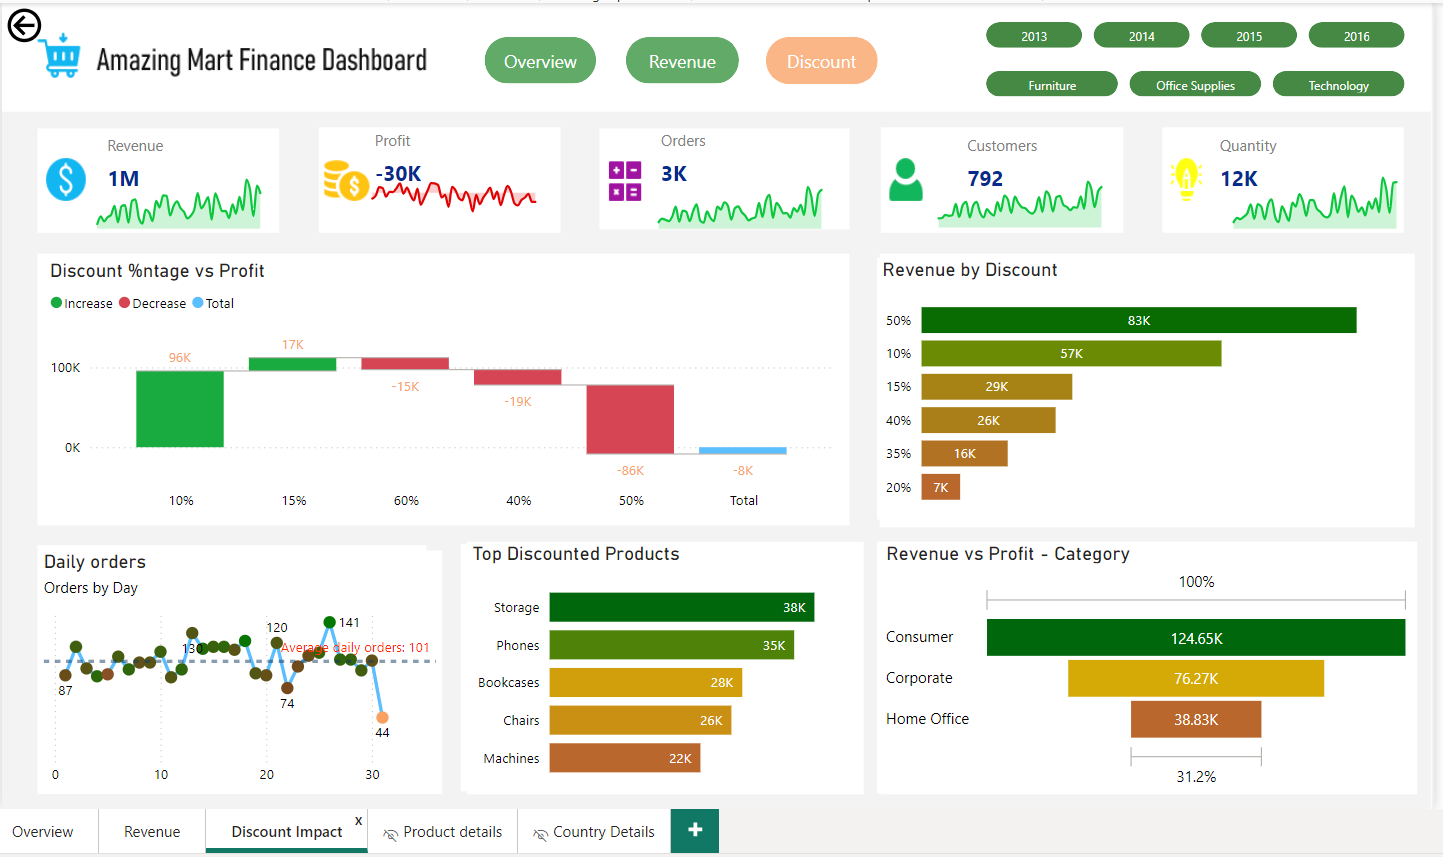 Amazing Mart Finance Dashboard
Overview
Revenue
Discount
2013
2014
2015
2016
Furniture
Office Supplies
Technology
Revenue
1M
Profit
-30K
Orders
3K
Customers
792
Quantity
12K
Discount %ntage vs Profit
Increase Decrease Total
100K
0K
96K
17K
-15K
-19K
-86K
-8K
10%
15%
60%
40%
50%
Total
Revenue by Discount
50% 83K
10% 57K
15% 29K
40% 26K
35% 16K
20% 7K
Daily orders
Orders by Day
87
130
120
74
141
Average daily orders: 101
44
0
10
20
30
Top Discounted Products
Storage 38K
Phones 35K
Bookcases 28K
Chairs 26K
Machines 22K
Revenue vs Profit - Category
100%
Consumer 124.65K
Corporate 76.27K
Home Office 38.83K
31.2%
Overview
Revenue
Discount Impact
x
Product details
Country Details
+